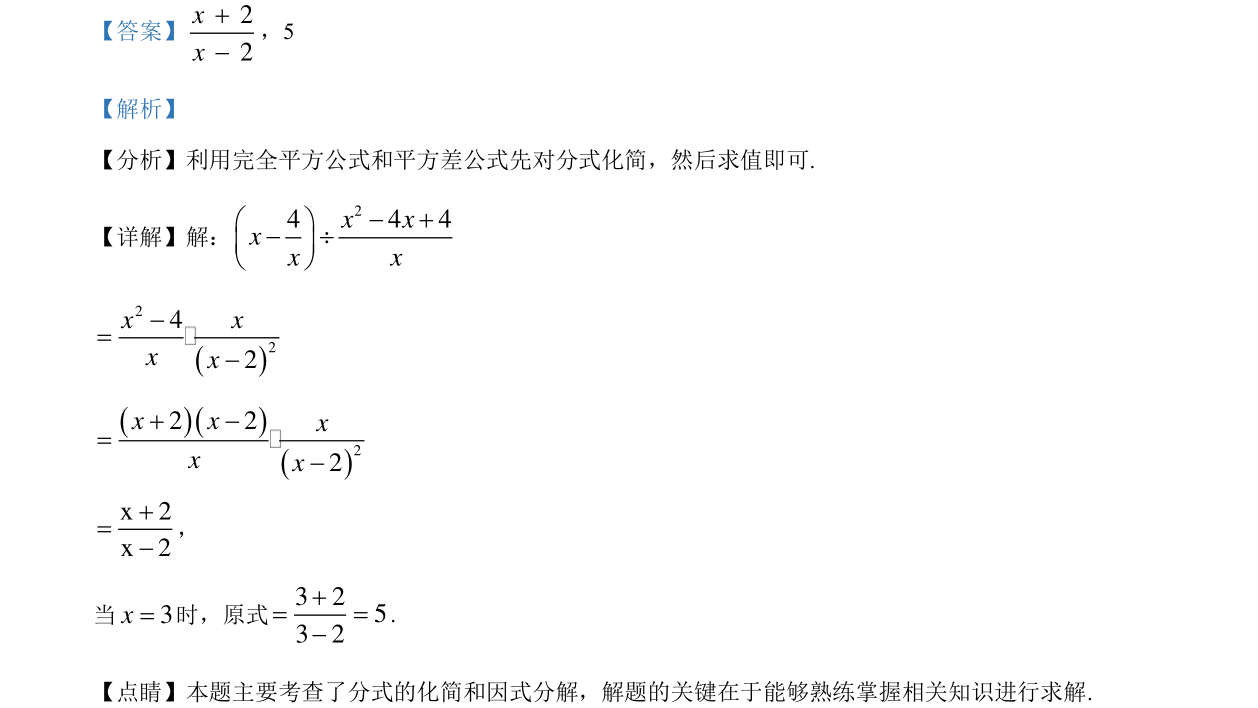 【答案】$\frac{x+2}{x-2}$，5
【解析】
【分析】利用完全平方公式和平方差公式先对分式化简，然后求值即可.
【详解】解：$\left(x-\frac{4}{x}\right)\div\frac{x^2-4x+4}{x}$
$=\frac{x^2-4}{x}$□$\frac{x}{(x-2)^2}$
$=\frac{(x+2)(x-2)}{x}$□$\frac{x}{(x-2)^2}$
$=\frac{x+2}{x-2}$，
当$x=3$时，原式$=\frac{3+2}{3-2}=5$.
【点睛】本题主要考查了分式的化简和因式分解，解题的关键在于能够熟练掌握相关知识进行求解.